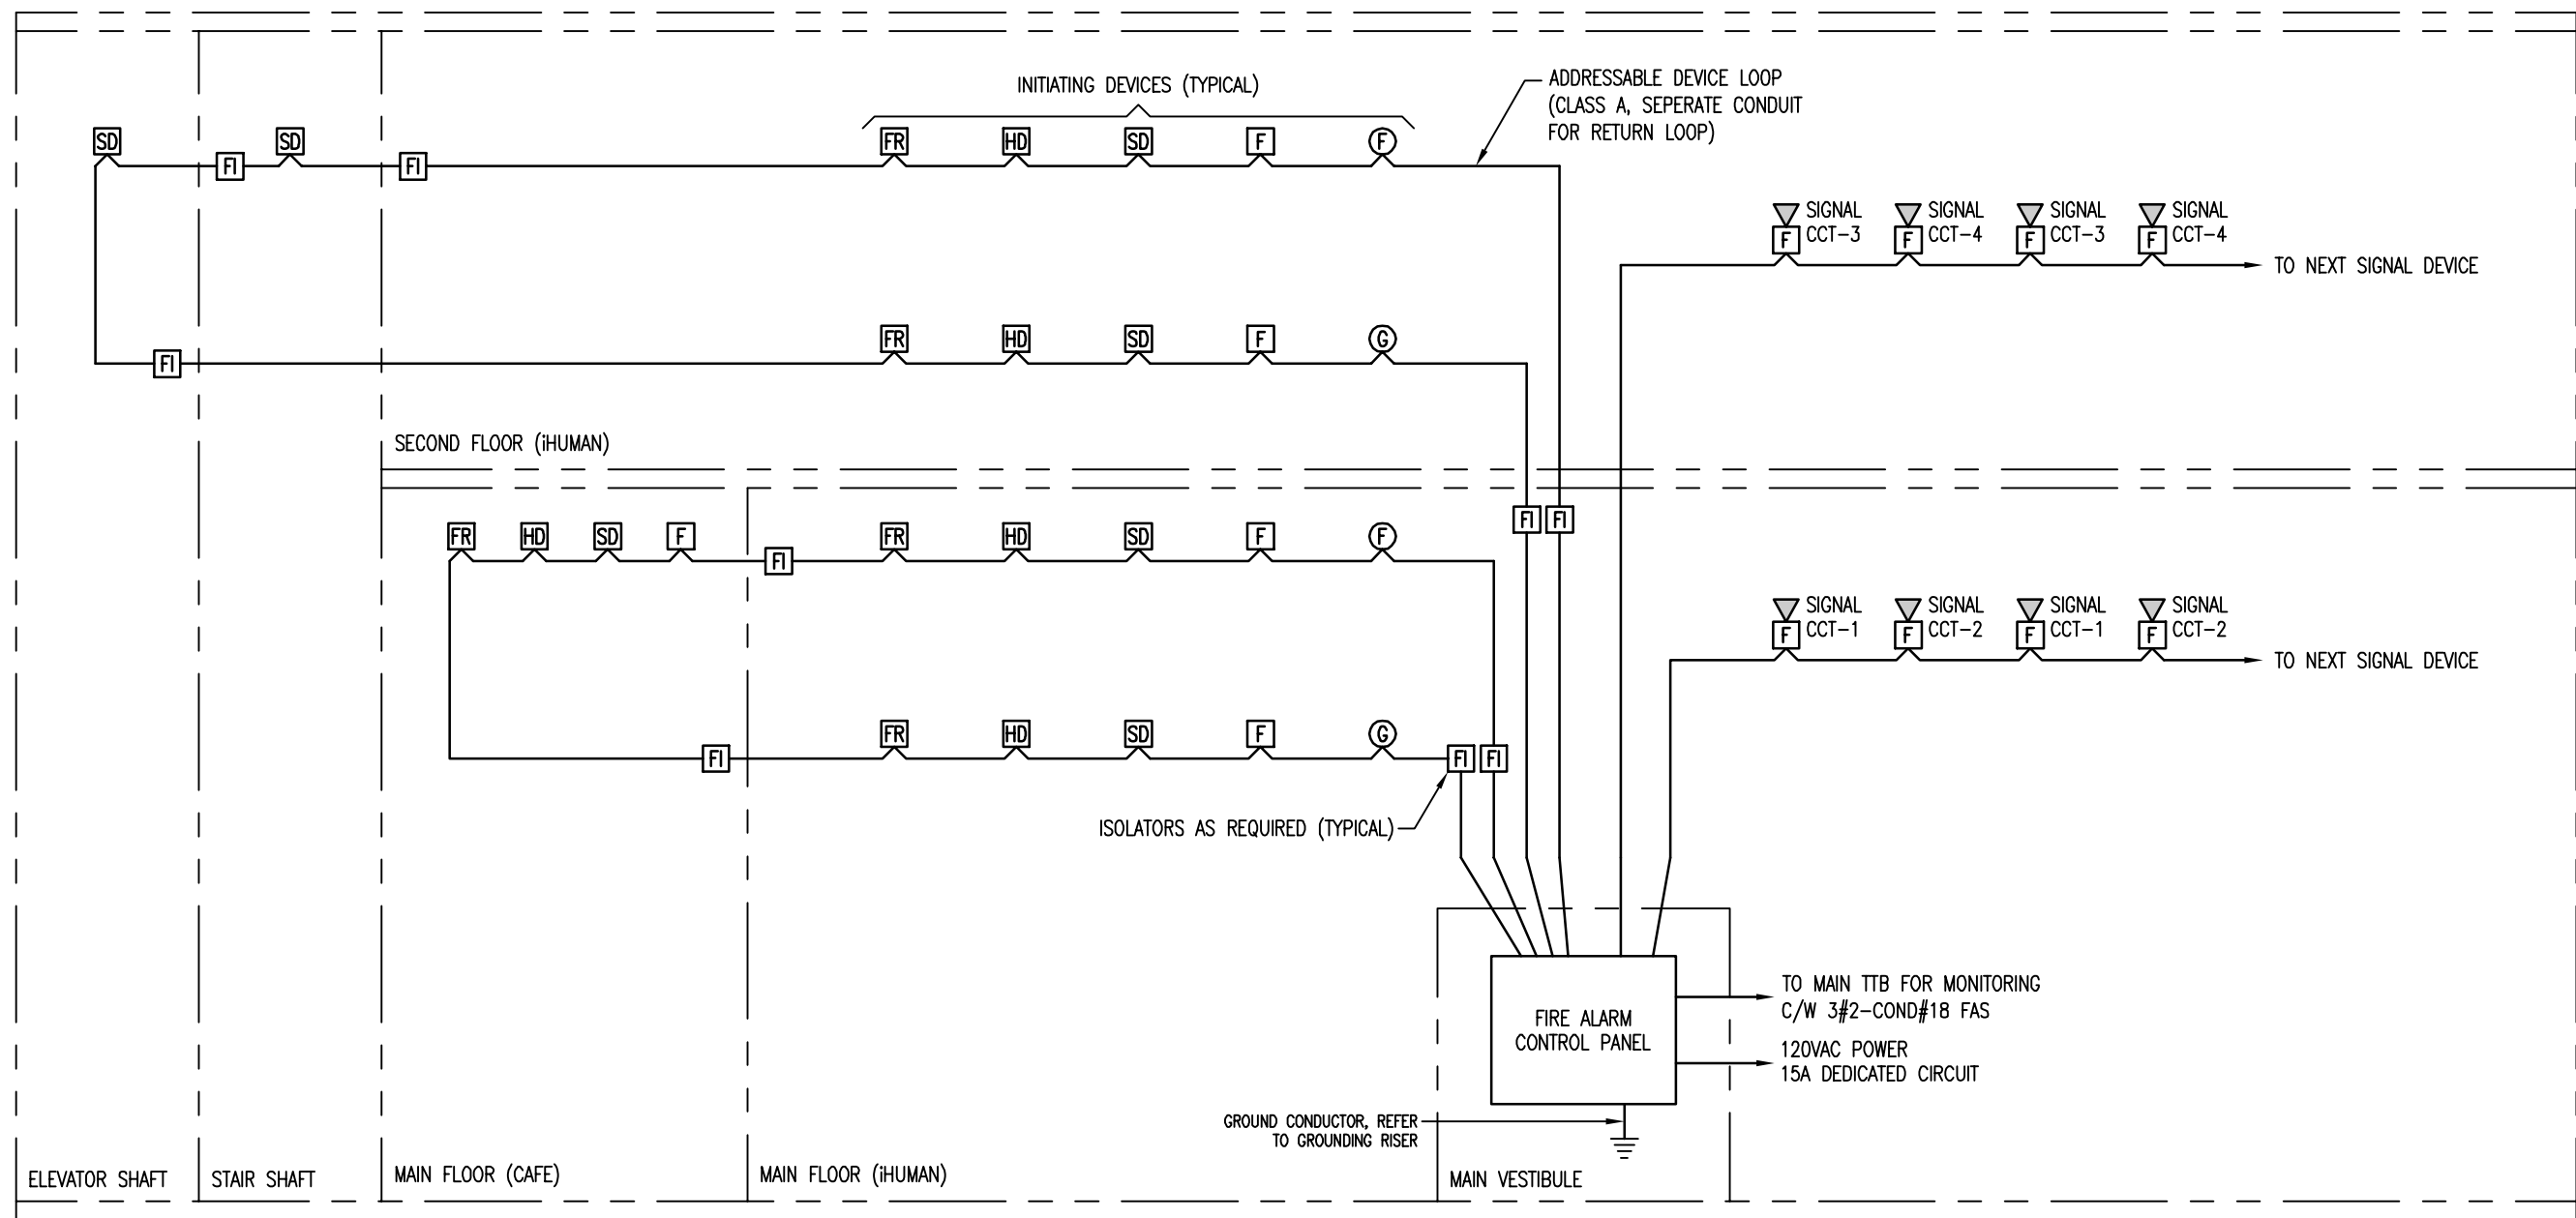 INITIATING DEVICES (TYPICAL)
ADDRESSABLE DEVICE LOOP
(CLASS A, SEPERATE CONDUIT
FOR RETURN LOOP)
SD
SD
FR
HD
SD
F
F
FI
FI
SIGNAL
CCT-3
SIGNAL
CCT-4
SIGNAL
CCT-3
SIGNAL
CCT-4
F
F
F
F
TO NEXT SIGNAL DEVICE
FR
HD
SD
F
G
FI
SECOND FLOOR (iHUMAN)
FI
FI
FR
HD
SD
F
FI
FR
HD
SD
F
F
SIGNAL
CCT-1
SIGNAL
CCT-2
SIGNAL
CCT-1
SIGNAL
CCT-2
F
F
F
F
TO NEXT SIGNAL DEVICE
FR
HD
SD
F
G
FI
FI
FI
ISOLATORS AS REQUIRED (TYPICAL)
FIRE ALARM
CONTROL PANEL
TO MAIN TTB FOR MONITORING
C/W 3#2-COND#18 FAS
120VAC POWER
15A DEDICATED CIRCUIT
GROUND CONDUCTOR, REFER
TO GROUNDING RISER
ELEVATOR SHAFT
STAIR SHAFT
MAIN FLOOR (CAFE)
MAIN FLOOR (iHUMAN)
MAIN VESTIBULE